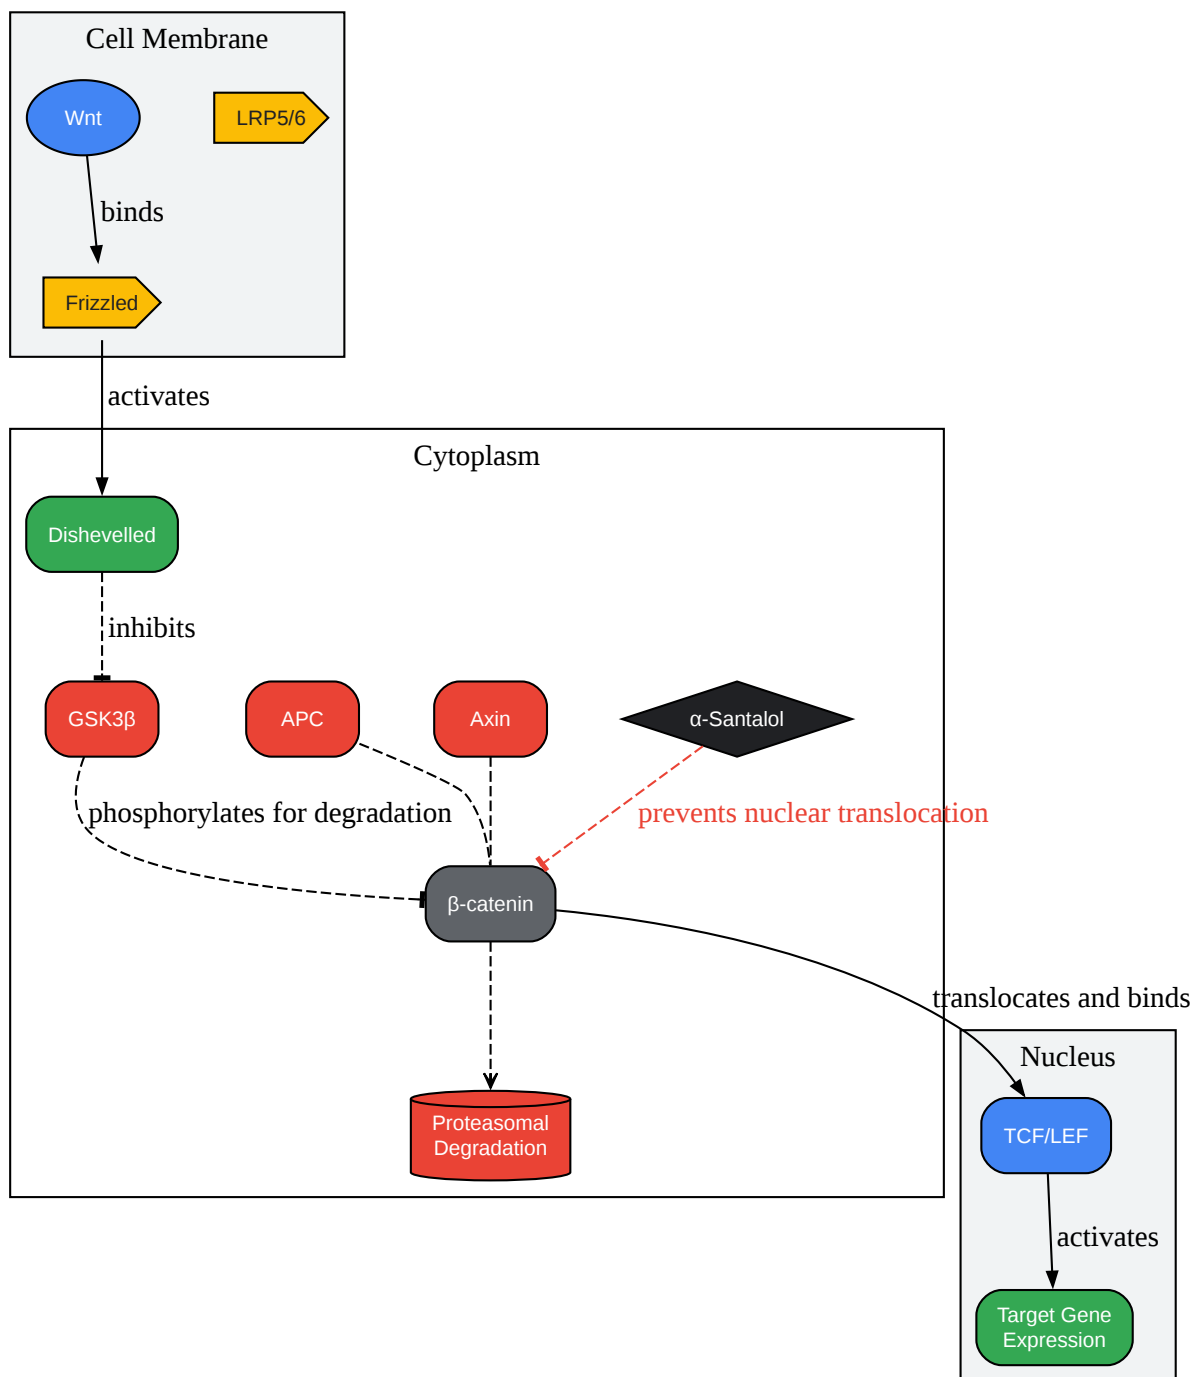 Cell Membrane
Wnt
LRP5/6
binds
Frizzled
activates
Cytoplasm
Dishevelled
inhibits
GSK3β
APC
Axin
α-Santalol
phosphorylates for degradation
prevents nuclear translocation
β-catenin
translocates and binds
Nucleus
Proteasomal
Degradation
TCF/LEF
activates
Target Gene
Expression